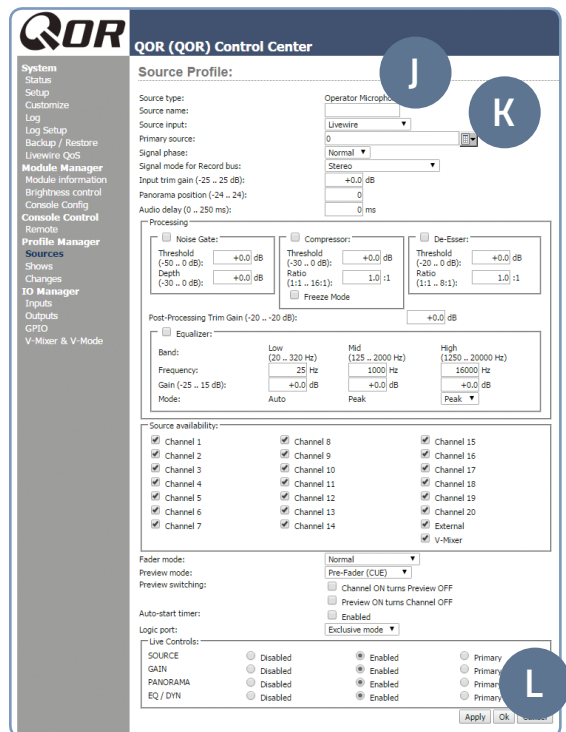 QOR
QOR (QOR) Control Center
J
K
System
Status
Setup
Customize
Log
Log Setup
Backup / Restore
Livewire QoS
Module Manager
Module information
Brightness control
Console Config
Console Control
Remote
Profile Manager
Sources
Shows
Changes
IO Manager
Inputs
Outputs
GPIO
V-Mixer & V-Mode
Source Profile:
Source type: Operator Microphone
Source name:
Source input: Livewire
Primary source: 0
Signal phase: Normal
Signal mode for Record bus: Stereo
Input trim gain (-25 .. 25 dB): +0.0 dB
Panorama position (-24 .. 24): 0
Audio delay (0 .. 250 ms): 0 ms
Processing
Noise Gate: Compressor: De-Esser:
Threshold (-50 .. 0 dB): +0.0 dB Threshold (-30 .. 0 dB): +0.0 dB Threshold (-20 .. 0 dB): +0.0 dB
Depth (-30 .. 0 dB): +0.0 dB Ratio (1:1 .. 16:1): 1.0 :1 Ratio (1:1 .. 8:1): 1.0 :1
Freeze Mode
Post-Processing Trim Gain (-20 .. -20 dB): +0.0 dB
Equalizer:
Band: Low (20 .. 320 Hz) Mid (125 .. 2000 Hz) High (1250 .. 20000 Hz)
Frequency: 25 Hz 1000 Hz 16000 Hz
Gain (-25 .. 15 dB): +0.0 dB +0.0 dB +0.0 dB
Mode: Auto Peak Peak
Source availability:
Channel 1 Channel 8 Channel 15
Channel 2 Channel 9 Channel 16
Channel 3 Channel 10 Channel 17
Channel 4 Channel 11 Channel 18
Channel 5 Channel 12 Channel 19
Channel 6 Channel 13 Channel 20
Channel 7 Channel 14 External
V-Mixer
Fader mode: Normal
Preview mode: Pre-Fader (CUE)
Preview switching: Channel ON turns Preview OFF
Preview ON turns Channel OFF
Auto-start timer: Enabled
Logic port: Exclusive mode
Live Controls:
SOURCE Disabled Enabled Primary
GAIN Disabled Enabled Primary
PANORAMA Disabled Enabled Primary
EQ / DYN Disabled Enabled Primary
L
Apply Ok